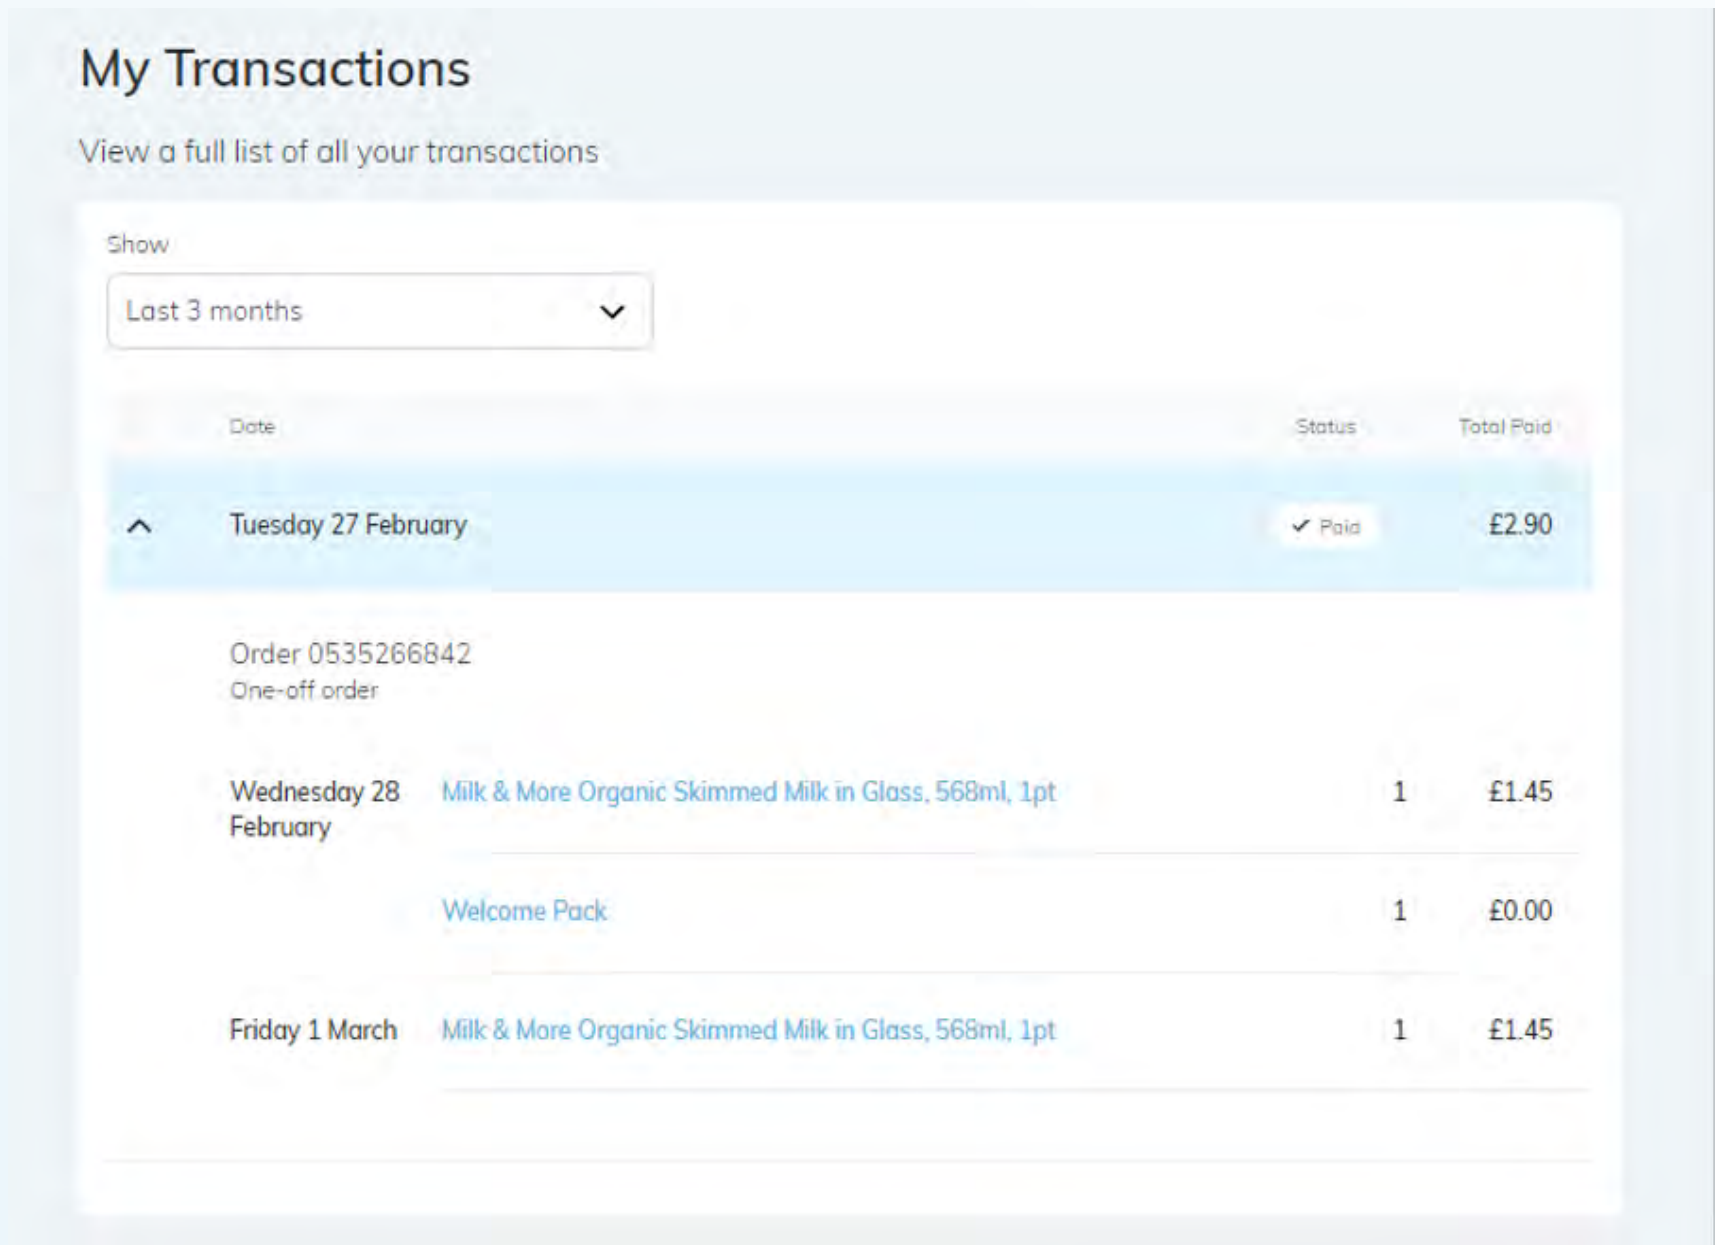 My Transactions
View a full list of all your transactions
Show
Last 3 months
Date Status Total Paid
Tuesday 27 February Paid £2.90
Order 0535266842
One-off order
Wednesday 28 Milk & More Organic Skimmed Milk in Glass, 568ml, 1pt 1 £1.45
February
Welcome Pack 1 £0.00
Friday 1 March Milk & More Organic Skimmed Milk in Glass, 568ml, 1pt 1 £1.45